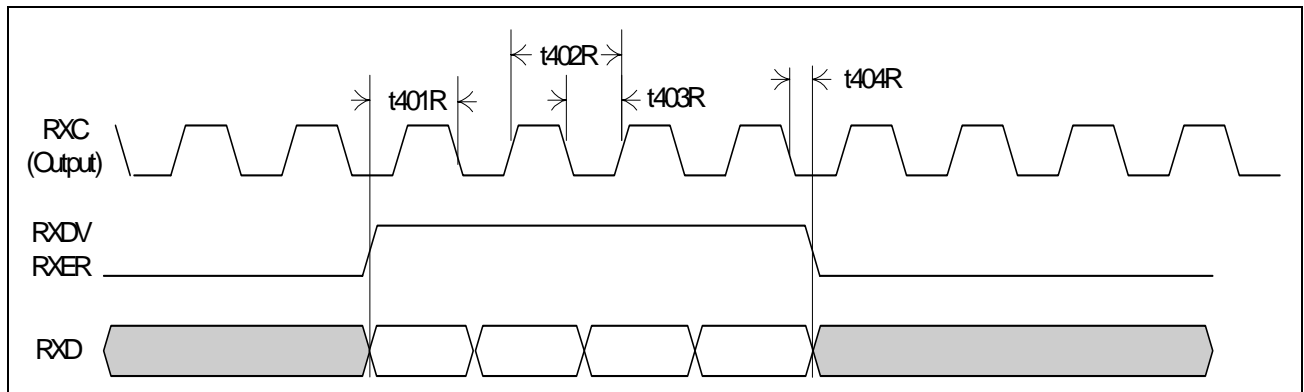 t402R
t401R
t403R
t404R
RXC
(Output)
RXDV
RXER
RXD